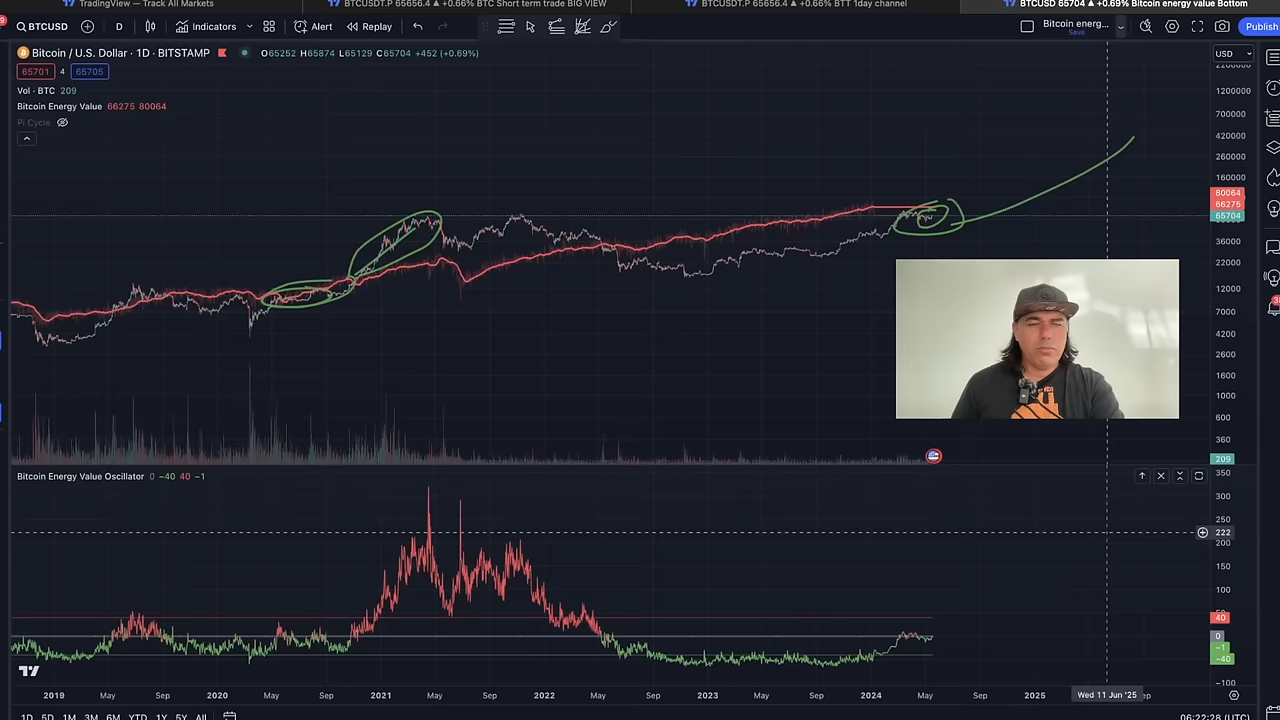 TradingView — Track All Markets
BTCUSDT.P 65656.4 ▲ +0.66% BTC Short term trade BIG VIEW
BTCUSDT.P 65656.4 ▲ +0.66% BTT 1day channel
BTCUSD 65704 ▲ +0.69% Bitcoin energy value Bottom
BTCUSD
D
Indicators
Alert
Replay
Bitcoin energ...
Save
Publish
Bitcoin / U.S. Dollar · 1D · BITSTAMP
O65252 H65874 L65129 C65704 +452 (+0.69%)
USD
65701 4 65705
Vol · BTC 209
Bitcoin Energy Value 66275 80064
Pi Cycle
1200000
700000
420000
260000
160000
80064
66275
65704
36000
22000
12000
7000
4200
2600
1600
1000
600
360
209
Bitcoin Energy Value Oscillator 0 −40 40 −1
350
300
250
222
200
150
100
40
0
−1
−40
−100
2019 May Sep 2020 May Sep 2021 May Sep 2022 May Sep 2023 May Sep 2024 May Sep 2025 Wed 11 Jun '25
1D 5D 1M 3M 6M YTD 1Y 5Y All
06:22:28 (UTC)